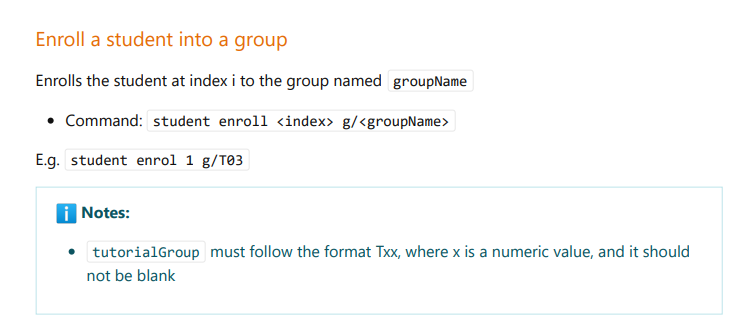 Enroll a student into a group
Enrolls the student at index i to the group named groupName
• Command: student enroll <index> g/<groupName>
E.g. student enrol 1 g/T03
i Notes:
• tutorialGroup must follow the format Txx, where x is a numeric value, and it should
not be blank